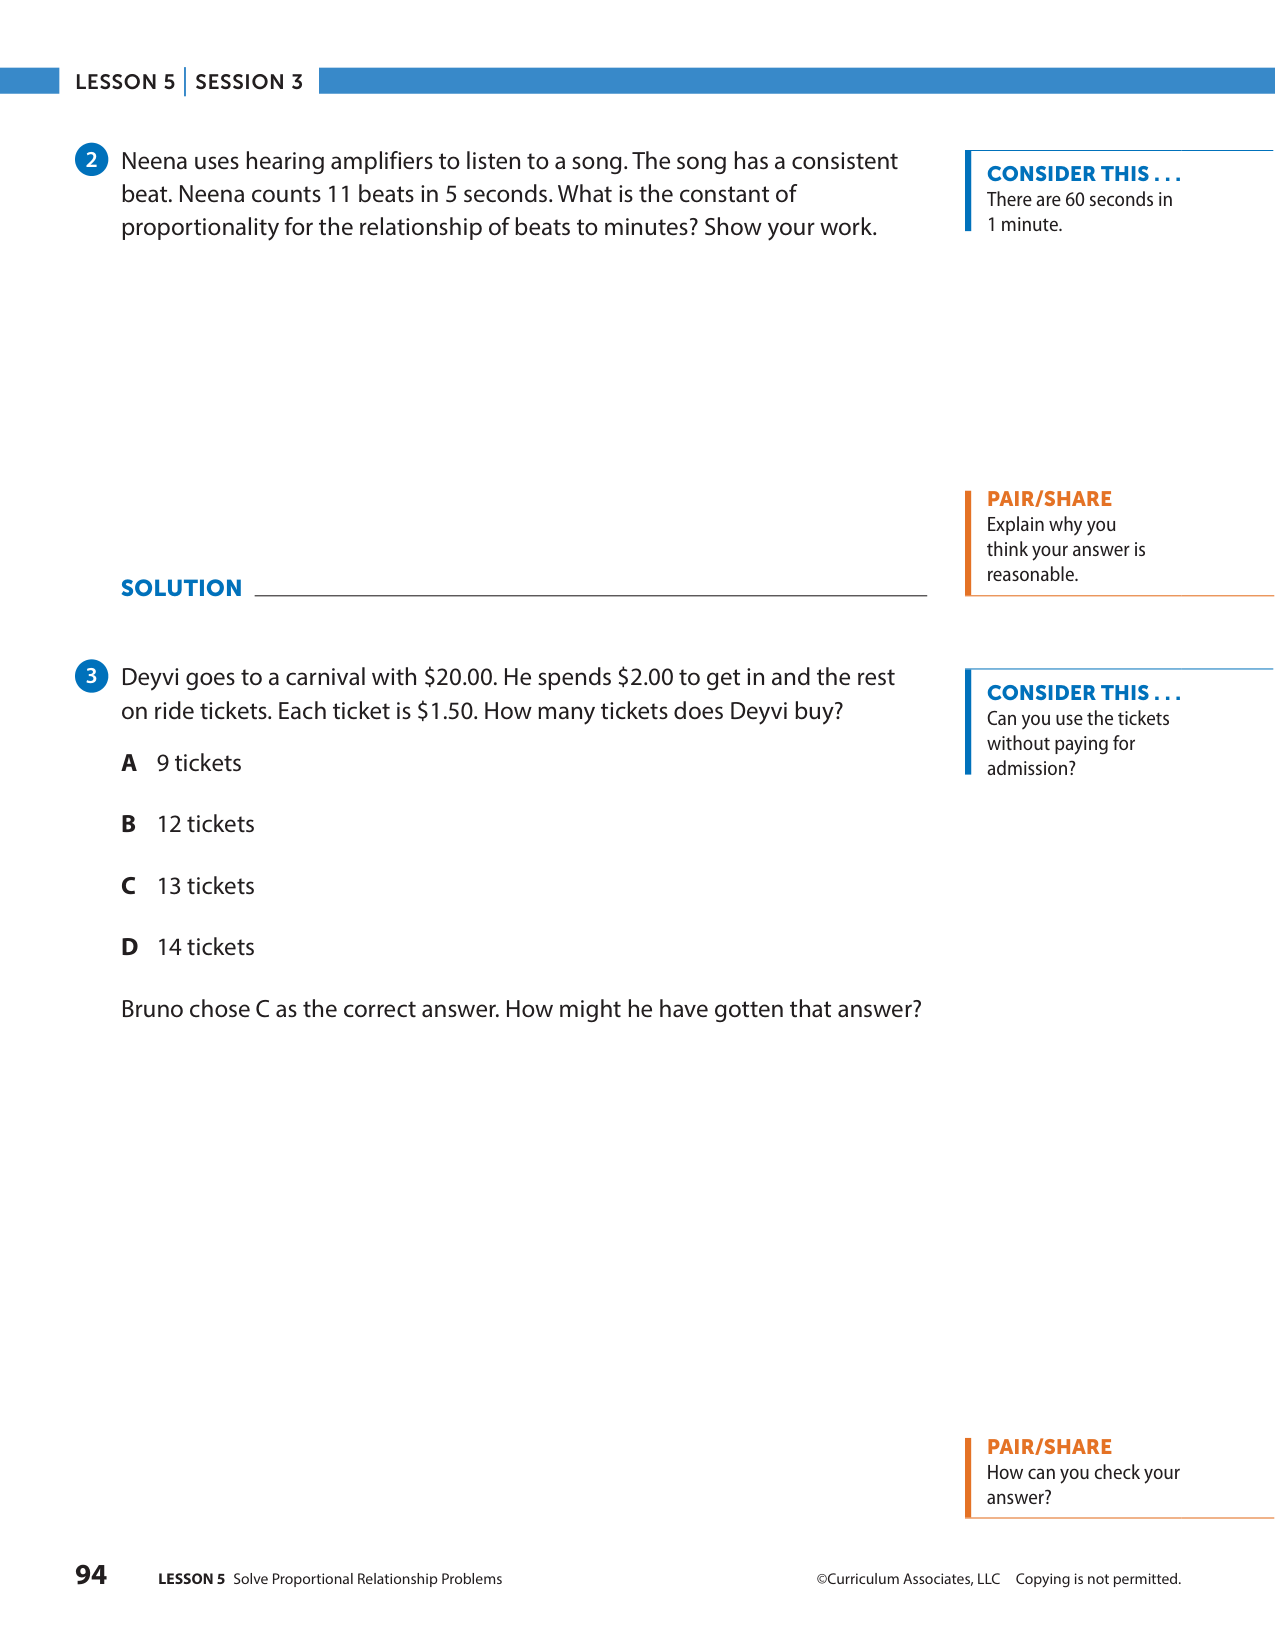 LESSON 5 | SESSION 3
2 Neena uses hearing amplifiers to listen to a song. The song has a consistent
beat. Neena counts 11 beats in 5 seconds. What is the constant of
proportionality for the relationship of beats to minutes? Show your work.
CONSIDER THIS . . .
There are 60 seconds in
1 minute.
PAIR/SHARE
Explain why you
think your answer is
reasonable.
SOLUTION
3 Deyvi goes to a carnival with $20.00. He spends $2.00 to get in and the rest
on ride tickets. Each ticket is $1.50. How many tickets does Deyvi buy?
A 9 tickets
B 12 tickets
C 13 tickets
D 14 tickets
Bruno chose C as the correct answer. How might he have gotten that answer?
CONSIDER THIS . . .
Can you use the tickets
without paying for
admission?
PAIR/SHARE
How can you check your
answer?
94 LESSON 5 Solve Proportional Relationship Problems ©Curriculum Associates, LLC Copying is not permitted.